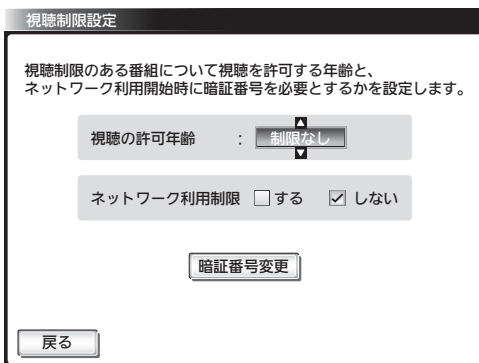 視聴制限設定
視聴制限のある番組について視聴を許可する年齢と、
ネットワーク利用開始時に暗証番号を必要とするかを設定します。
視聴の許可年齢 : 制限なし
ネットワーク利用制限 する しない
暗証番号変更
戻る